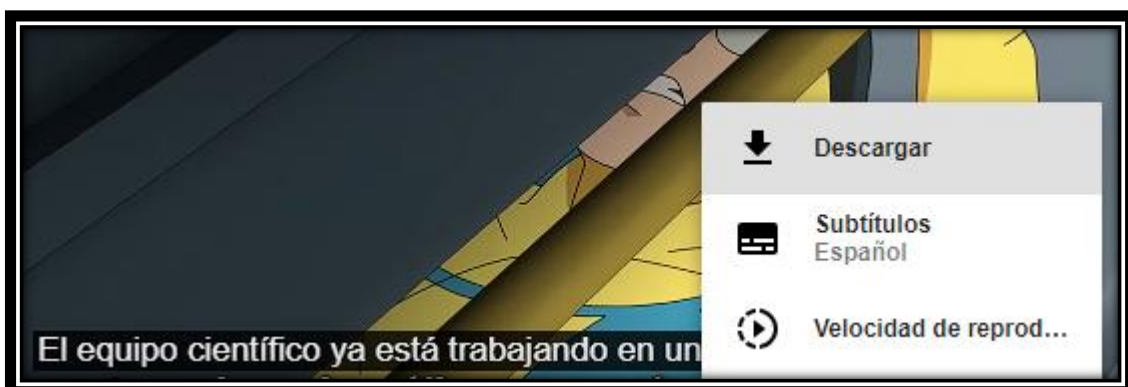 Descargar
Subtítulos
Español
Velocidad de reprod...
El equipo científico ya está trabajando en un